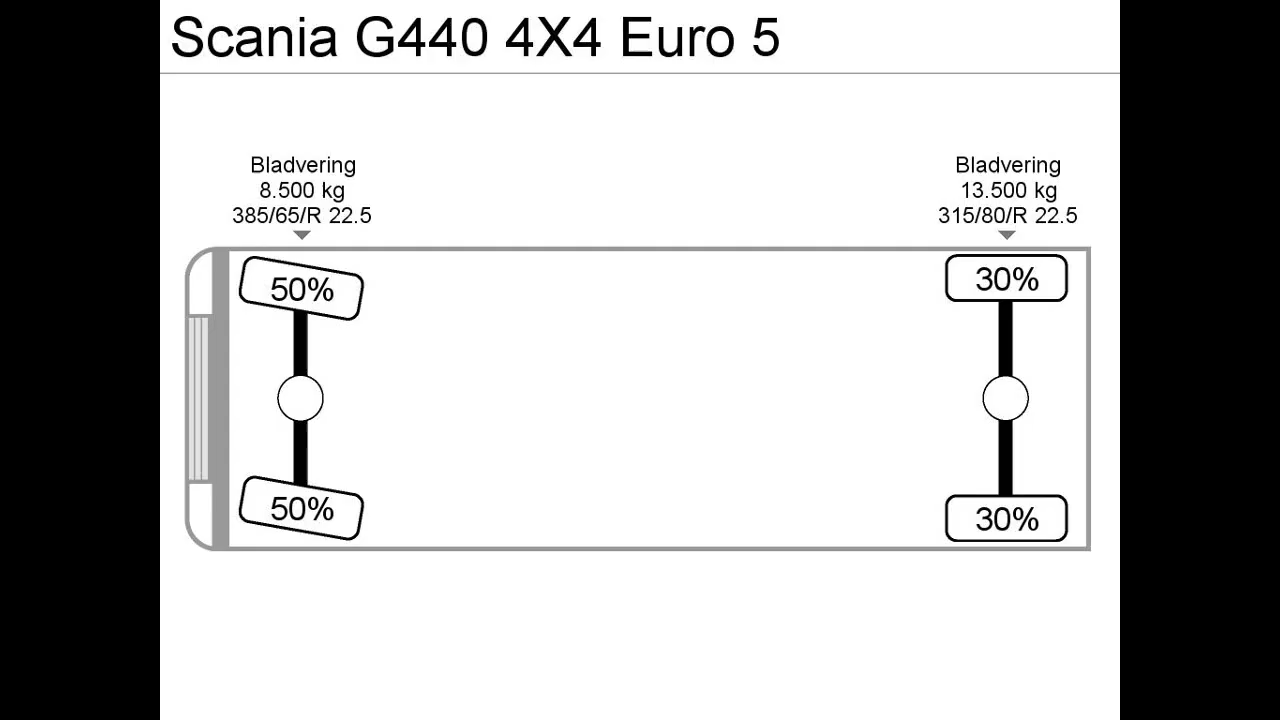 Scania G440 4X4 Euro 5
Bladvering
8.500 kg
385/65/R 22.5
Bladvering
13.500 kg
315/80/R 22.5
50%
30%
50%
30%